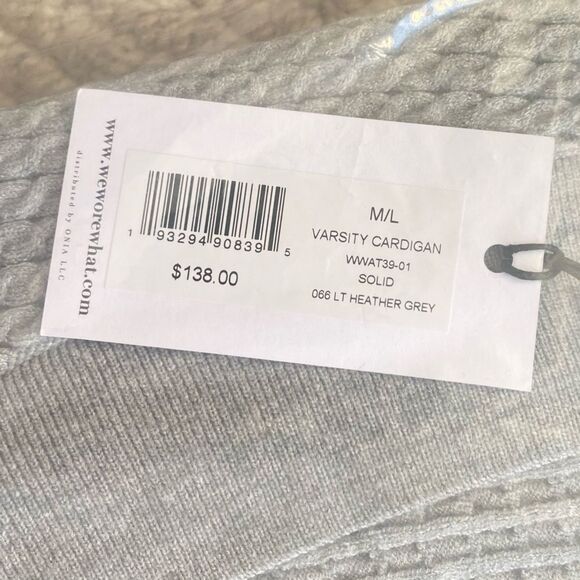 www.weworewhat.com
distributed by ONIA LLC
1 93294 90839 5
$138.00
M/L
VARSITY CARDIGAN
WWAT39-01
SOLID
066 LT HEATHER GREY